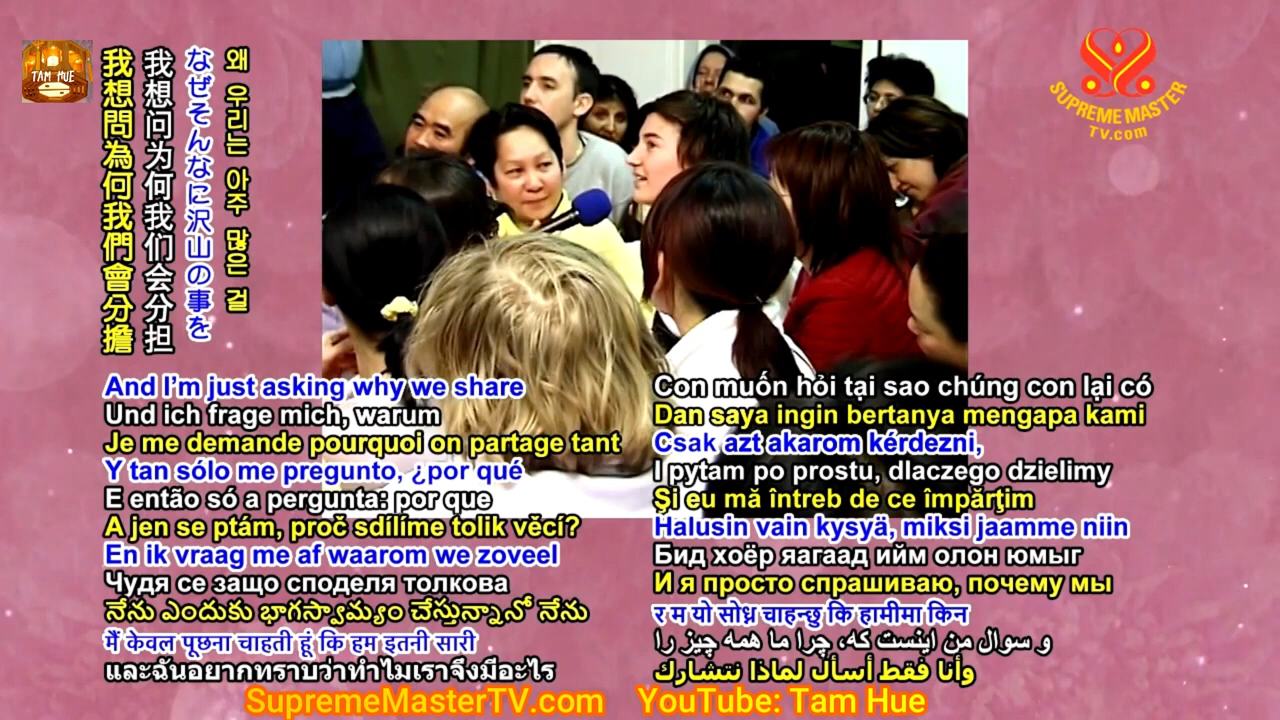 TAM HUE
我想問為何我們會分擔
我想问为何我们会分担
なぜそんなに沢山の事を
왜 우리는 아주 많은 걸
SUPREME MASTER
TV.com
And I'm just asking why we share
Und ich frage mich, warum
Je me demande pourquoi on partage tant
Y tan sólo me pregunto, ¿por qué
E então só a pergunta: por que
A jen se ptám, proč sdílíme tolik věcí?
En ik vraag me af waarom we zoveel
Чудя се защо споделя толкова
నేను ఎందుకు భాగస్వామ్యం చేస్తున్నానో నేను
मैं केवल पूछना चाहती हूं कि हम इतनी सारी
และฉันอยากทราบว่าทำไมเราจึงมีอะไร
Con muốn hỏi tại sao chúng con lại có
Dan saya ingin bertanya mengapa kami
Csak azt akarom kérdezni,
I pytam po prostu, dlaczego dzielimy
Şi eu mă întreb de ce împărţim
Halusin vain kysyä, miksi jaamme niin
Бид хоёр яагаад ийм олон юмыг
И я просто спрашиваю, почему мы
र म यो सोध्न चाहन्छु कि हामीमा किन
و سوال من اینست که، چرا ما همه چیز را
وأنا فقط أسأل لماذا نتشارك
SupremeMasterTV.com YouTube: Tam Hue